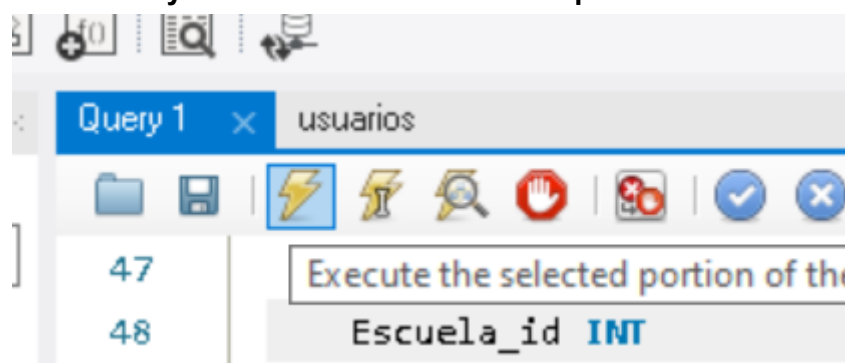 Query 1 usuarios
47
Execute the selected portion of the
48 Escuela_id INT